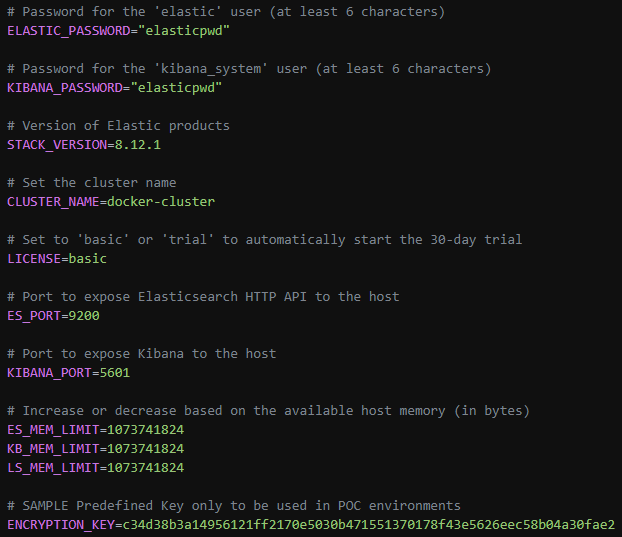 # Password for the 'elastic' user (at least 6 characters)
ELASTIC_PASSWORD="elasticpwd"
# Password for the 'kibana_system' user (at least 6 characters)
KIBANA_PASSWORD="elasticpwd"
# Version of Elastic products
STACK_VERSION=8.12.1
# Set the cluster name
CLUSTER_NAME=docker-cluster
# Set to 'basic' or 'trial' to automatically start the 30-day trial
LICENSE=basic
# Port to expose Elasticsearch HTTP API to the host
ES_PORT=9200
# Port to expose Kibana to the host
KIBANA_PORT=5601
# Increase or decrease based on the available host memory (in bytes)
ES_MEM_LIMIT=1073741824
KB_MEM_LIMIT=1073741824
LS_MEM_LIMIT=1073741824
# SAMPLE Predefined Key only to be used in POC environments
ENCRYPTION_KEY=c34d38b3a14956121ff2170e5030b471551370178f43e5626eec58b04a30fae2